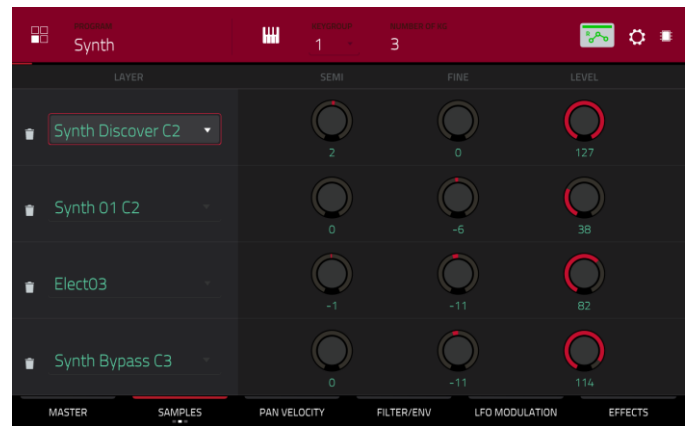 PROGRAM KEYGROUP NUMBER OF KG
Synth 1 3
LAYER SEMI FINE LEVEL
Synth Discover C2 2 0 127
Synth 01 C2 0 -6 38
Elect03 -1 -11 82
Synth Bypass C3 0 -11 114
MASTER SAMPLES PAN VELOCITY FILTER/ENV LFO MODULATION EFFECTS